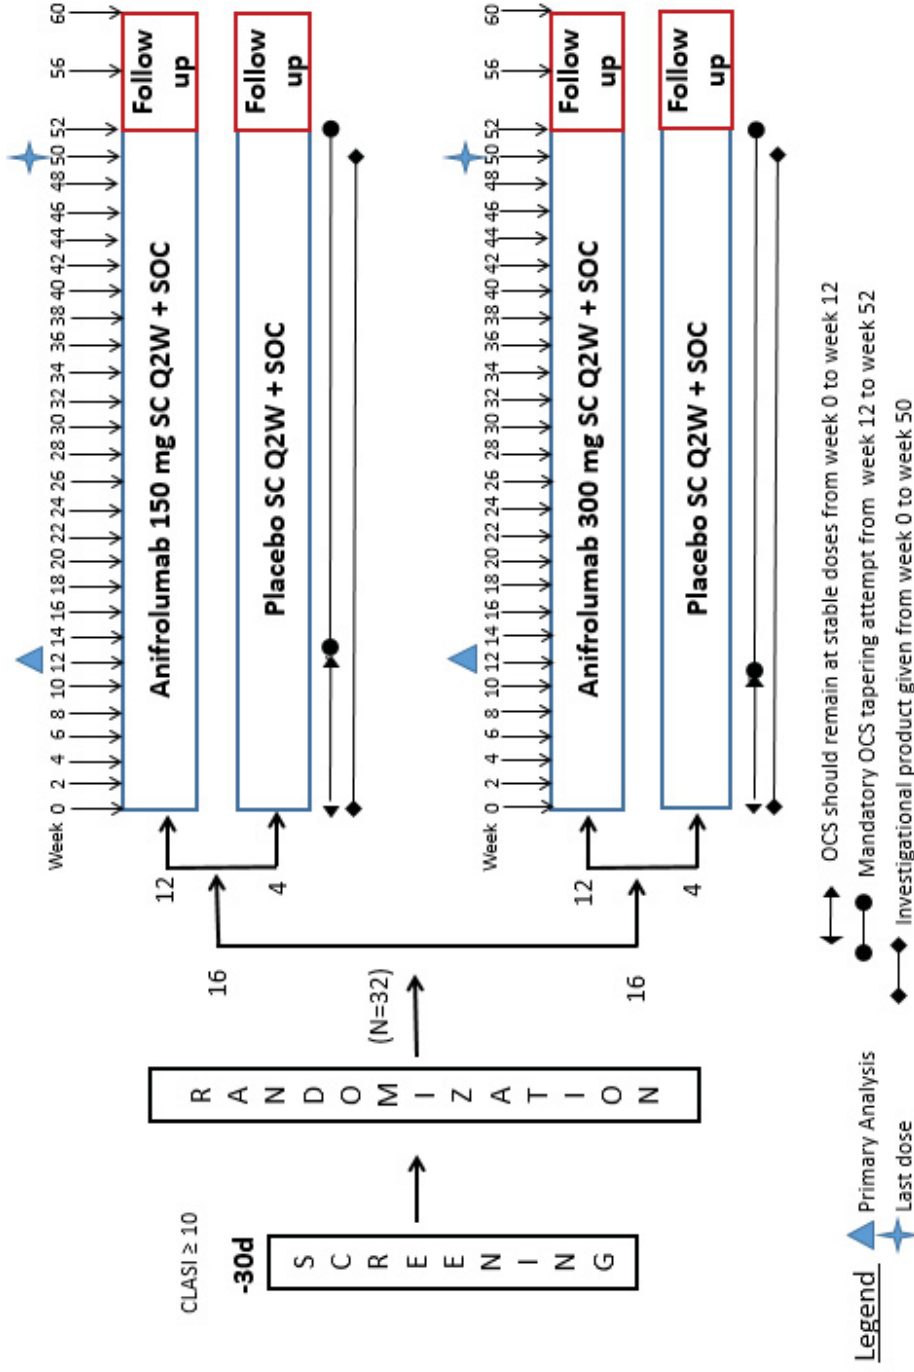 CLASI ≥ 10
-30d
SCREENING
RANDOMIZATION
(N=32)
16
16
12
4
Week 0 2 4 6 8 10 12 14 16 18 20 22 24 26 28 30 32 34 36 38 40 42 44 46 48 50 52 56 60
Anifrolumab 150 mg SC Q2W + SOC
Follow
up
Placebo SC Q2W + SOC
Follow
up
12
4
Week 0 2 4 6 8 10 12 14 16 18 20 22 24 26 28 30 32 34 36 38 40 42 44 46 48 50 52 56 60
Anifrolumab 300 mg SC Q2W + SOC
Follow
up
Placebo SC Q2W + SOC
Follow
up
Legend
Primary Analysis
Last dose
OCS should remain at stable doses from week 0 to week 12
Mandatory OCS tapering attempt from week 12 to week 52
Investigational product given from week 0 to week 50